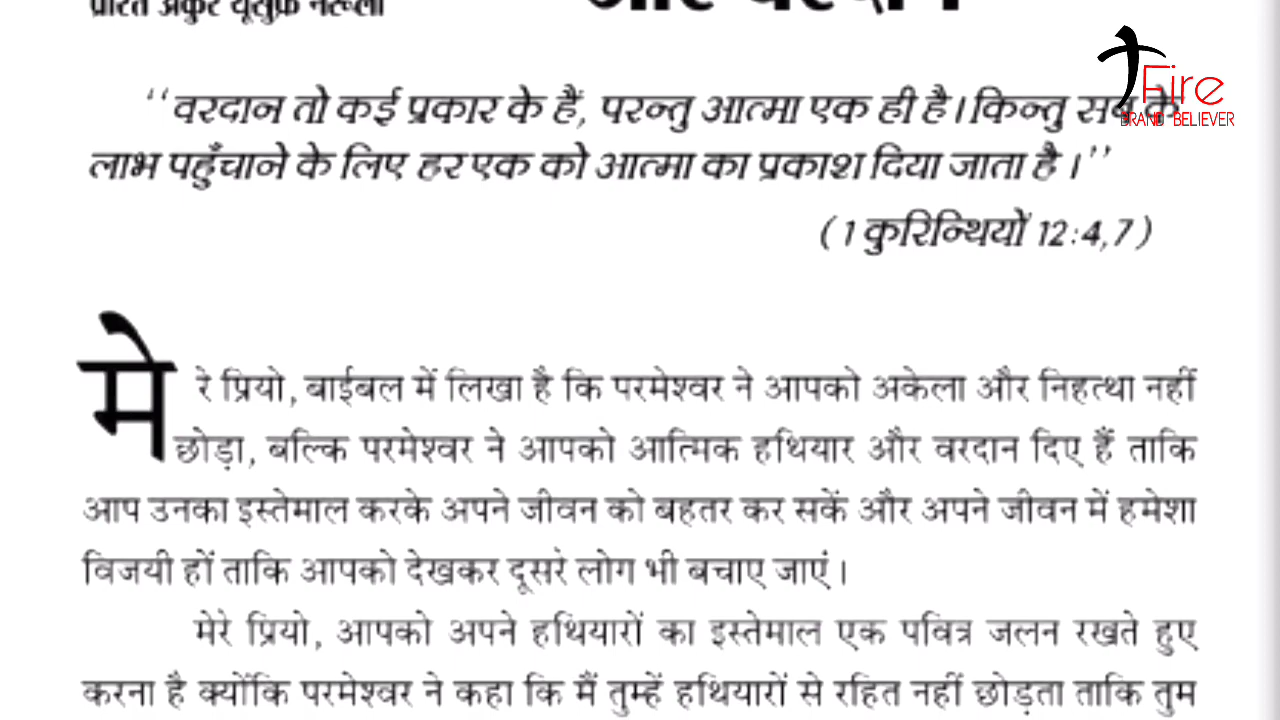 प्रेरित अंकुर यूसुफ़ नरूला
और वरदान
‘‘वरदान तो कई प्रकार के हैं, परन्तु आत्मा एक ही है। किन्तु सब के
लाभ पहुँचाने के लिए हर एक को आत्मा का प्रकाश दिया जाता है।’’
(1 कुरिन्थियों 12:4,7)
Fire
BRAND BELIEVER
मेरे प्रियो, बाईबल में लिखा है कि परमेश्वर ने आपको अकेला और निहत्था नहीं
छोड़ा, बल्कि परमेश्वर ने आपको आत्मिक हथियार और वरदान दिए हैं ताकि
आप उनका इस्तेमाल करके अपने जीवन को बहतर कर सकें और अपने जीवन में हमेशा
विजयी हों ताकि आपको देखकर दूसरे लोग भी बचाए जाएं।
मेरे प्रियो, आपको अपने हथियारों का इस्तेमाल एक पवित्र जलन रखते हुए
करना है क्योंकि परमेश्वर ने कहा कि मैं तुम्हें हथियारों से रहित नहीं छोड़ता ताकि तुम